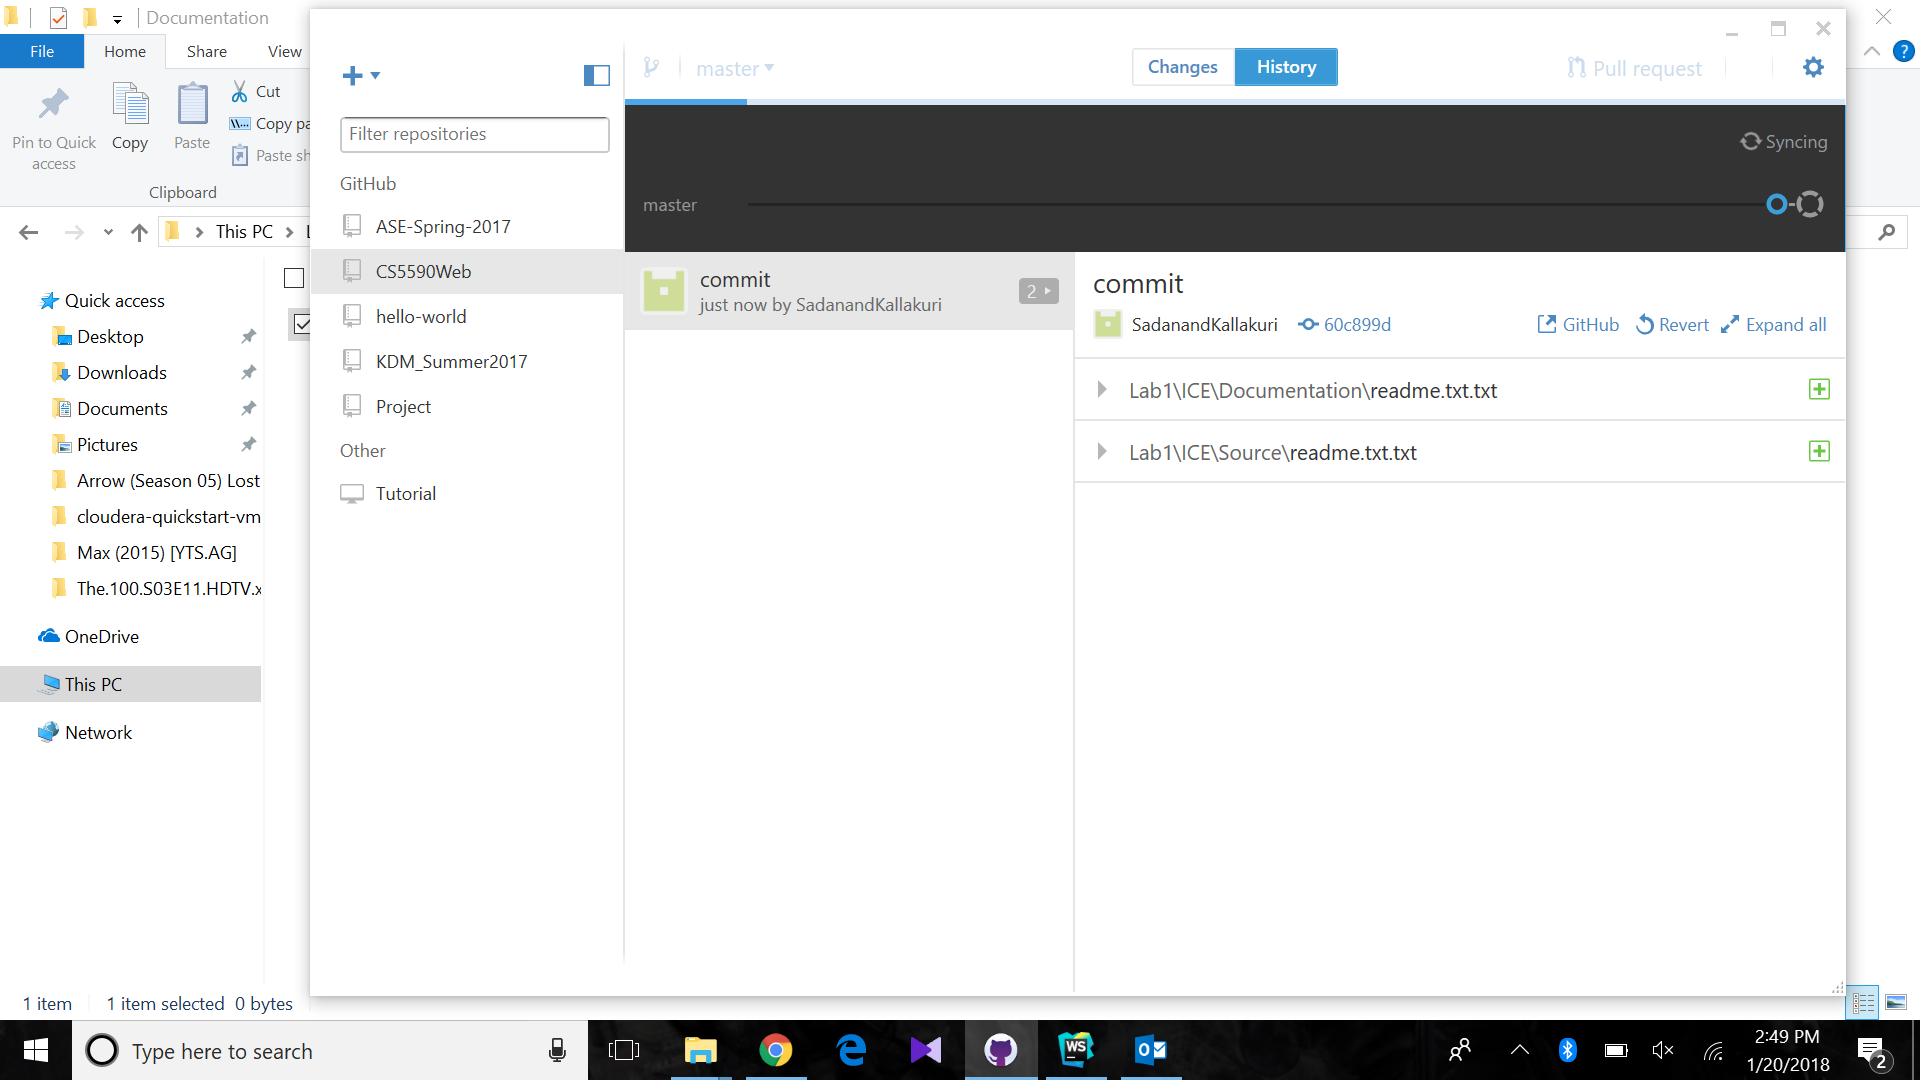 Documentation
File
Home
Share
View
Pin to Quick access
Copy
Paste
Cut
Copy pa
Paste sh
Clipboard
This PC
Quick access
Desktop
Downloads
Documents
Pictures
Arrow (Season 05) Lost
cloudera-quickstart-vm
Max (2015) [YTS.AG]
The.100.S03E11.HDTV.x
OneDrive
This PC
Network
1 item
1 item selected 0 bytes
Filter repositories
GitHub
ASE-Spring-2017
CS5590Web
hello-world
KDM_Summer2017
Project
Other
Tutorial
master
Changes
History
Pull request
Syncing
master
commit
just now by SadanandKallakuri
2
commit
SadanandKallakuri
60c899d
GitHub
Revert
Expand all
Lab1\ICE\Documentation\readme.txt.txt
Lab1\ICE\Source\readme.txt.txt
Type here to search
WS
2:49 PM
1/20/2018
2